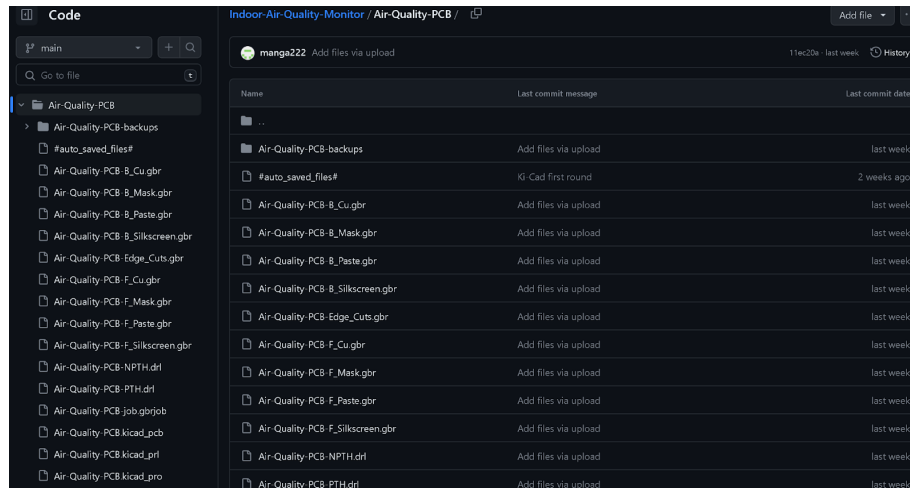 Code
main
Go to file
t
Air-Quality-PCB
Air-Quality-PCB-backups
#auto_saved_files#
Air-Quality-PCB-B_Cu.gbr
Air-Quality-PCB-B_Mask.gbr
Air-Quality-PCB-B_Paste.gbr
Air-Quality-PCB-B_Silkscreen.gbr
Air-Quality-PCB-Edge_Cuts.gbr
Air-Quality-PCB-F_Cu.gbr
Air-Quality-PCB-F_Mask.gbr
Air-Quality-PCB-F_Paste.gbr
Air-Quality-PCB-F_Silkscreen.gbr
Air-Quality-PCB-NPTH.drl
Air-Quality-PCB-PTH.drl
Air-Quality-PCB-job.gbrjob
Air-Quality-PCB.kicad_pcb
Air-Quality-PCB.kicad_prl
Air-Quality-PCB.kicad_pro
Indoor-Air-Quality-Monitor / Air-Quality-PCB /
Add file
manga222 Add files via upload 11ec20a · last week History
Name Last commit message Last commit date
..
Air-Quality-PCB-backups Add files via upload last week
#auto_saved_files# Ki-Cad first round 2 weeks ago
Air-Quality-PCB-B_Cu.gbr Add files via upload last week
Air-Quality-PCB-B_Mask.gbr Add files via upload last week
Air-Quality-PCB-B_Paste.gbr Add files via upload last week
Air-Quality-PCB-B_Silkscreen.gbr Add files via upload last week
Air-Quality-PCB-Edge_Cuts.gbr Add files via upload last week
Air-Quality-PCB-F_Cu.gbr Add files via upload last week
Air-Quality-PCB-F_Mask.gbr Add files via upload last week
Air-Quality-PCB-F_Paste.gbr Add files via upload last week
Air-Quality-PCB-F_Silkscreen.gbr Add files via upload last week
Air-Quality-PCB-NPTH.drl Add files via upload last week
Air-Quality-PCB-PTH.drl Add files via upload last week